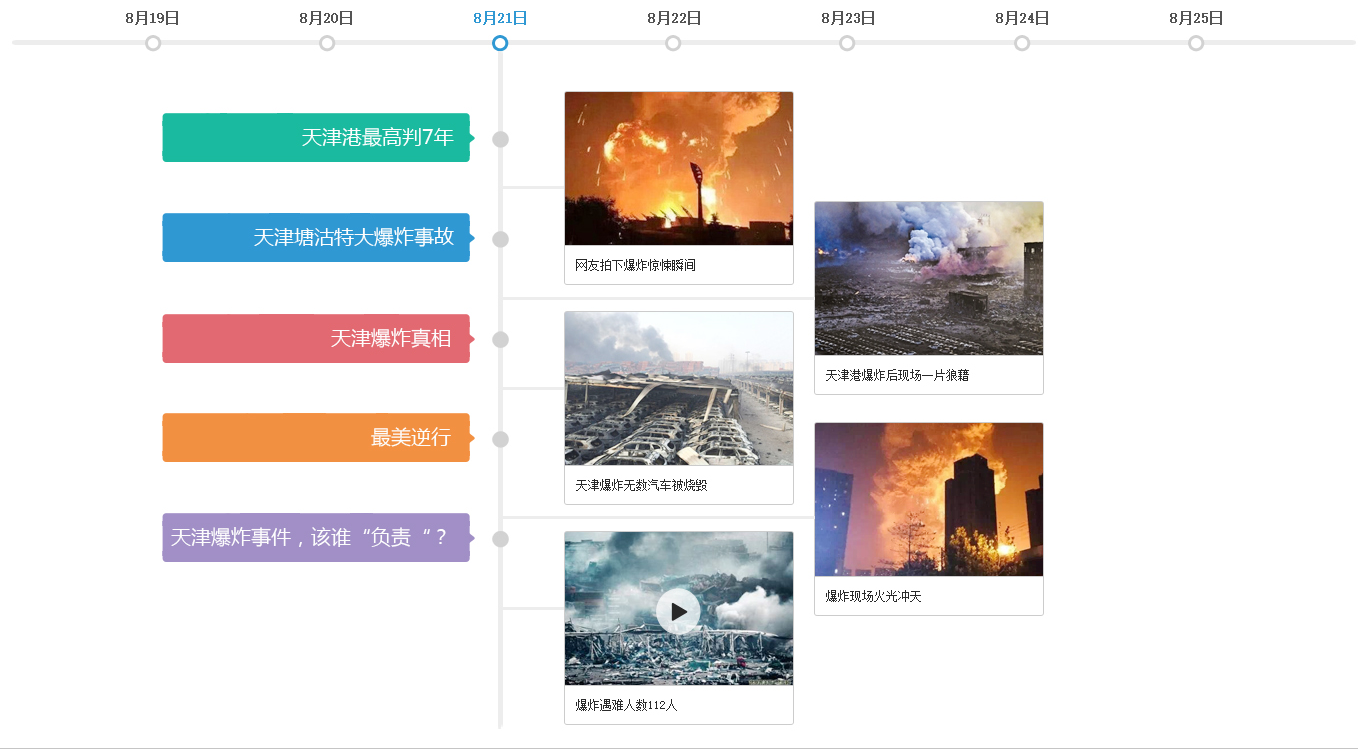 8月19日
8月20日
8月21日
8月22日
8月23日
8月24日
8月25日
天津港最高判7年
天津塘沽特大爆炸事故
天津爆炸真相
最美逆行
天津爆炸事件，该谁“负责“？
网友拍下爆炸惊悚瞬间
天津港爆炸后现场一片狼藉
天津爆炸无数汽车被烧毁
爆炸现场火光冲天
爆炸遇难人数112人